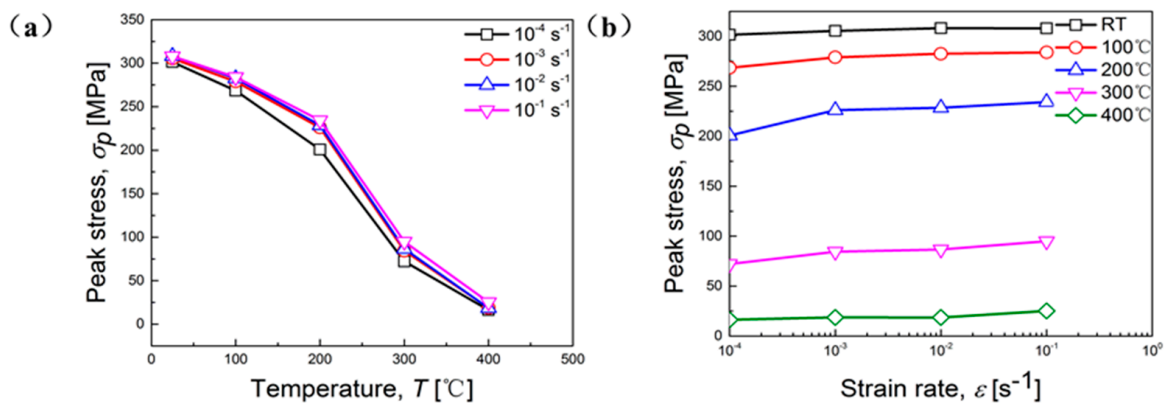 (a)
350
300
250
200
150
100
50
0
Peak stress, σp [MPa]
0
100
200
300
400
500
Temperature, T [℃]
10⁻⁴ s⁻¹
10⁻³ s⁻¹
10⁻² s⁻¹
10⁻¹ s⁻¹
(b)
300
250
200
150
100
50
0
Peak stress, σp [MPa]
10⁻⁴
10⁻³
10⁻²
10⁻¹
10⁰
Strain rate, ε [s⁻¹]
RT
100℃
200℃
300℃
400℃